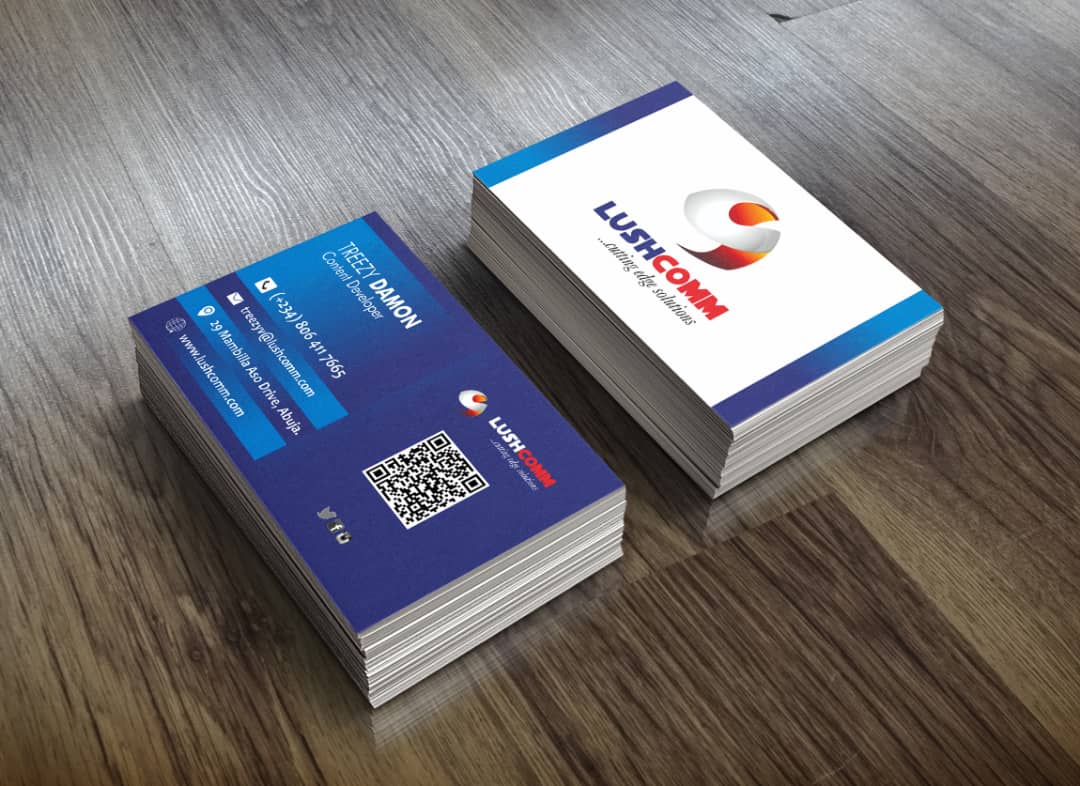 TREEZY DAMON
Content Developer
(+234) 806 411 7665
treezyv@lushcomm.com
29 Mambilla Aso Drive, Abuja.
www.lushcomm.com
LUSHCOMM
...cutting edge solutions
LUSHCOMM
...cutting edge solutions